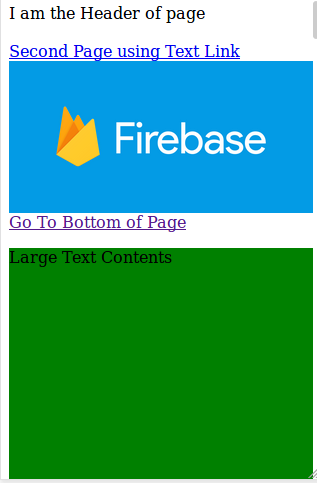 I am the Header of page
Second Page using Text Link
Firebase
Go To Bottom of Page
Large Text Contents